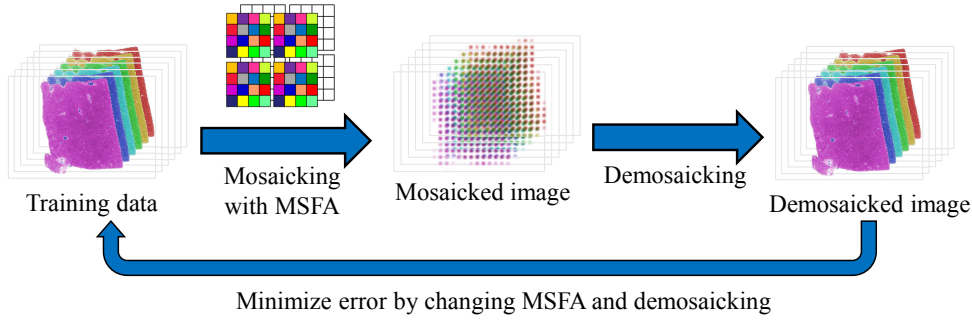 Training data
Mosaicking
with MSFA
Mosaicked image
Demosaicking
Demosaicked image
Minimize error by changing MSFA and demosaicking